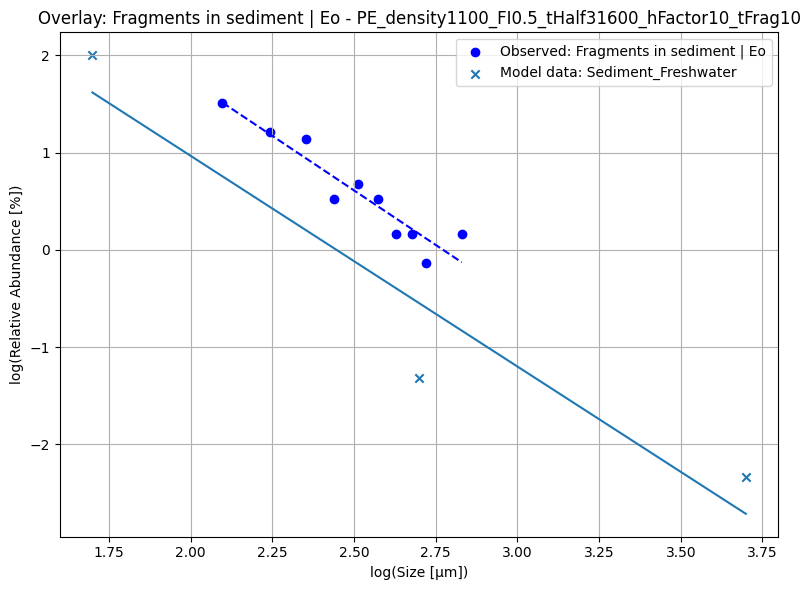 Overlay: Fragments in sediment | Eo - PE_density1100_FI0.5_tHalf31600_hFactor10_tFrag10
Observed: Fragments in sediment | Eo
Model data: Sediment_Freshwater
log(Relative Abundance [%])
2
1
0
−1
−2
1.75
2.00
2.25
2.50
2.75
3.00
3.25
3.50
3.75
log(Size [μm])